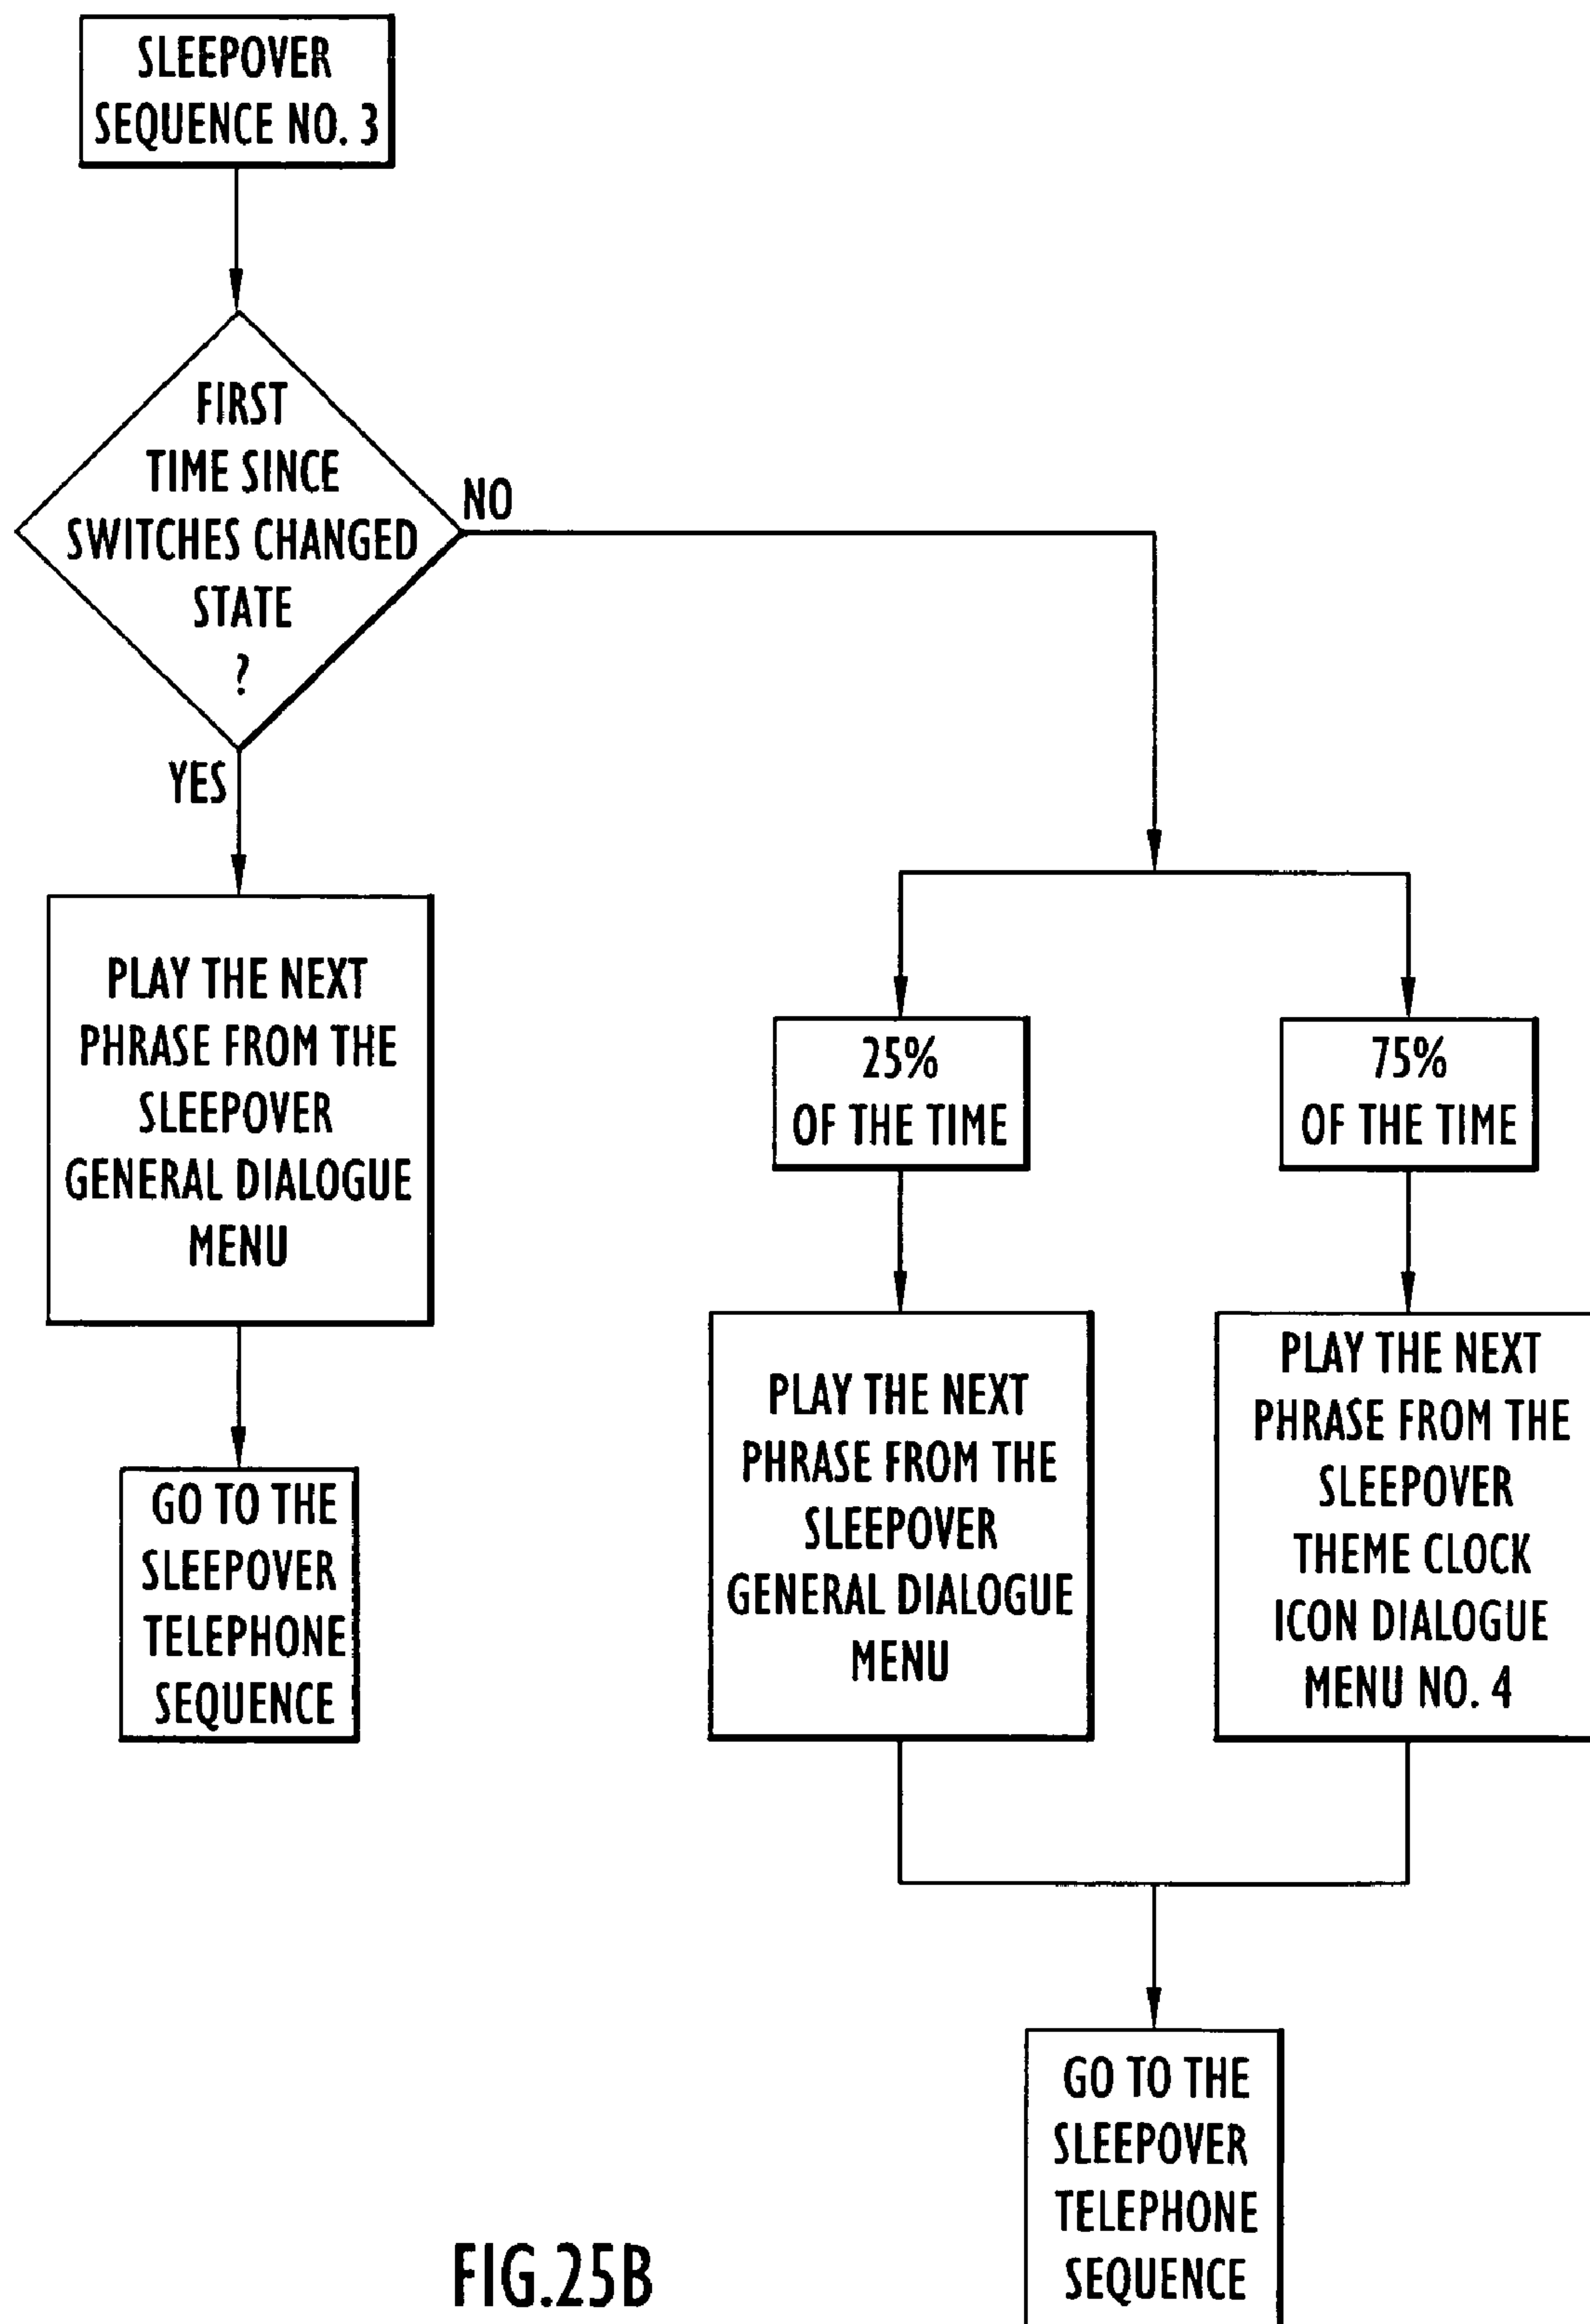 SLEEPOVER
SEQUENCE NO. 3
FIRST
TIME SINCE
SWITCHES CHANGED
STATE
?
NO
YES
PLAY THE NEXT
PHRASE FROM THE
SLEEPOVER
GENERAL DIALOGUE
MENU
GO TO THE
SLEEPOVER
TELEPHONE
SEQUENCE
25%
OF THE TIME
75%
OF THE TIME
PLAY THE NEXT
PHRASE FROM THE
SLEEPOVER
GENERAL DIALOGUE
MENU
PLAY THE NEXT
PHRASE FROM THE
SLEEPOVER
THEME CLOCK
ICON DIALOGUE
MENU NO. 4
GO TO THE
SLEEPOVER
TELEPHONE
SEQUENCE
FIG.25B